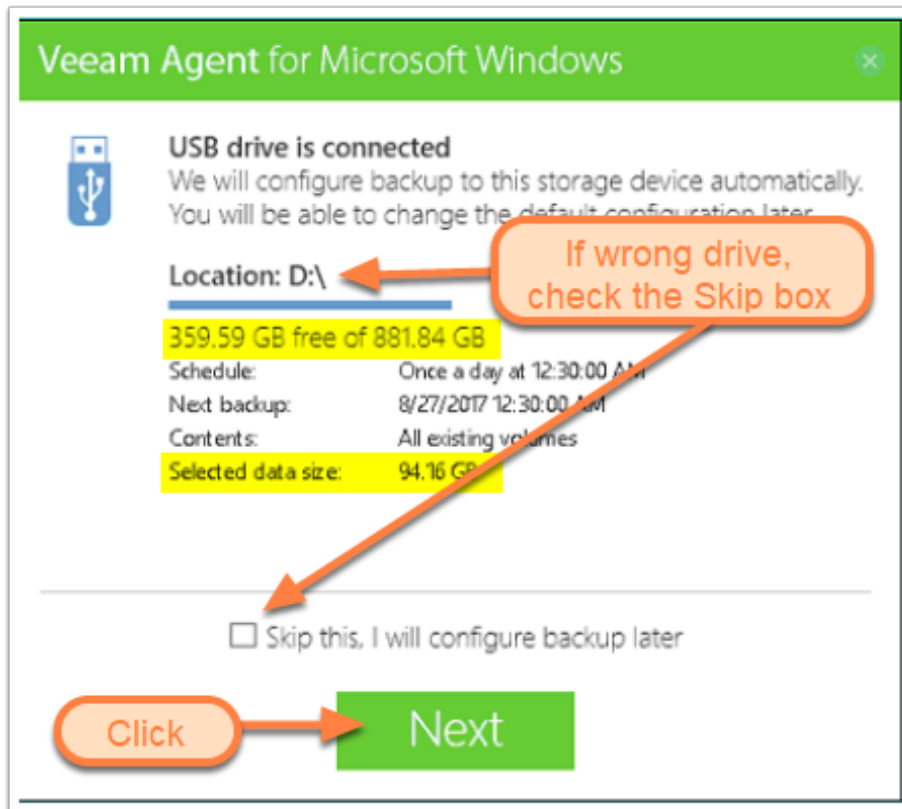 Veeam Agent for Microsoft Windows
USB drive is connected
We will configure backup to this storage device automatically.
You will be able to change the default configuration later
If wrong drive,
check the Skip box
Location: D:\
359.59 GB free of 881.84 GB
Schedule: Once a day at 12:30:00 AM
Next backup: 8/27/2017 12:30:00 AM
Contents: All existing volumes
Selected data size: 94.16 GB
Skip this, I will configure backup later
Click
Next